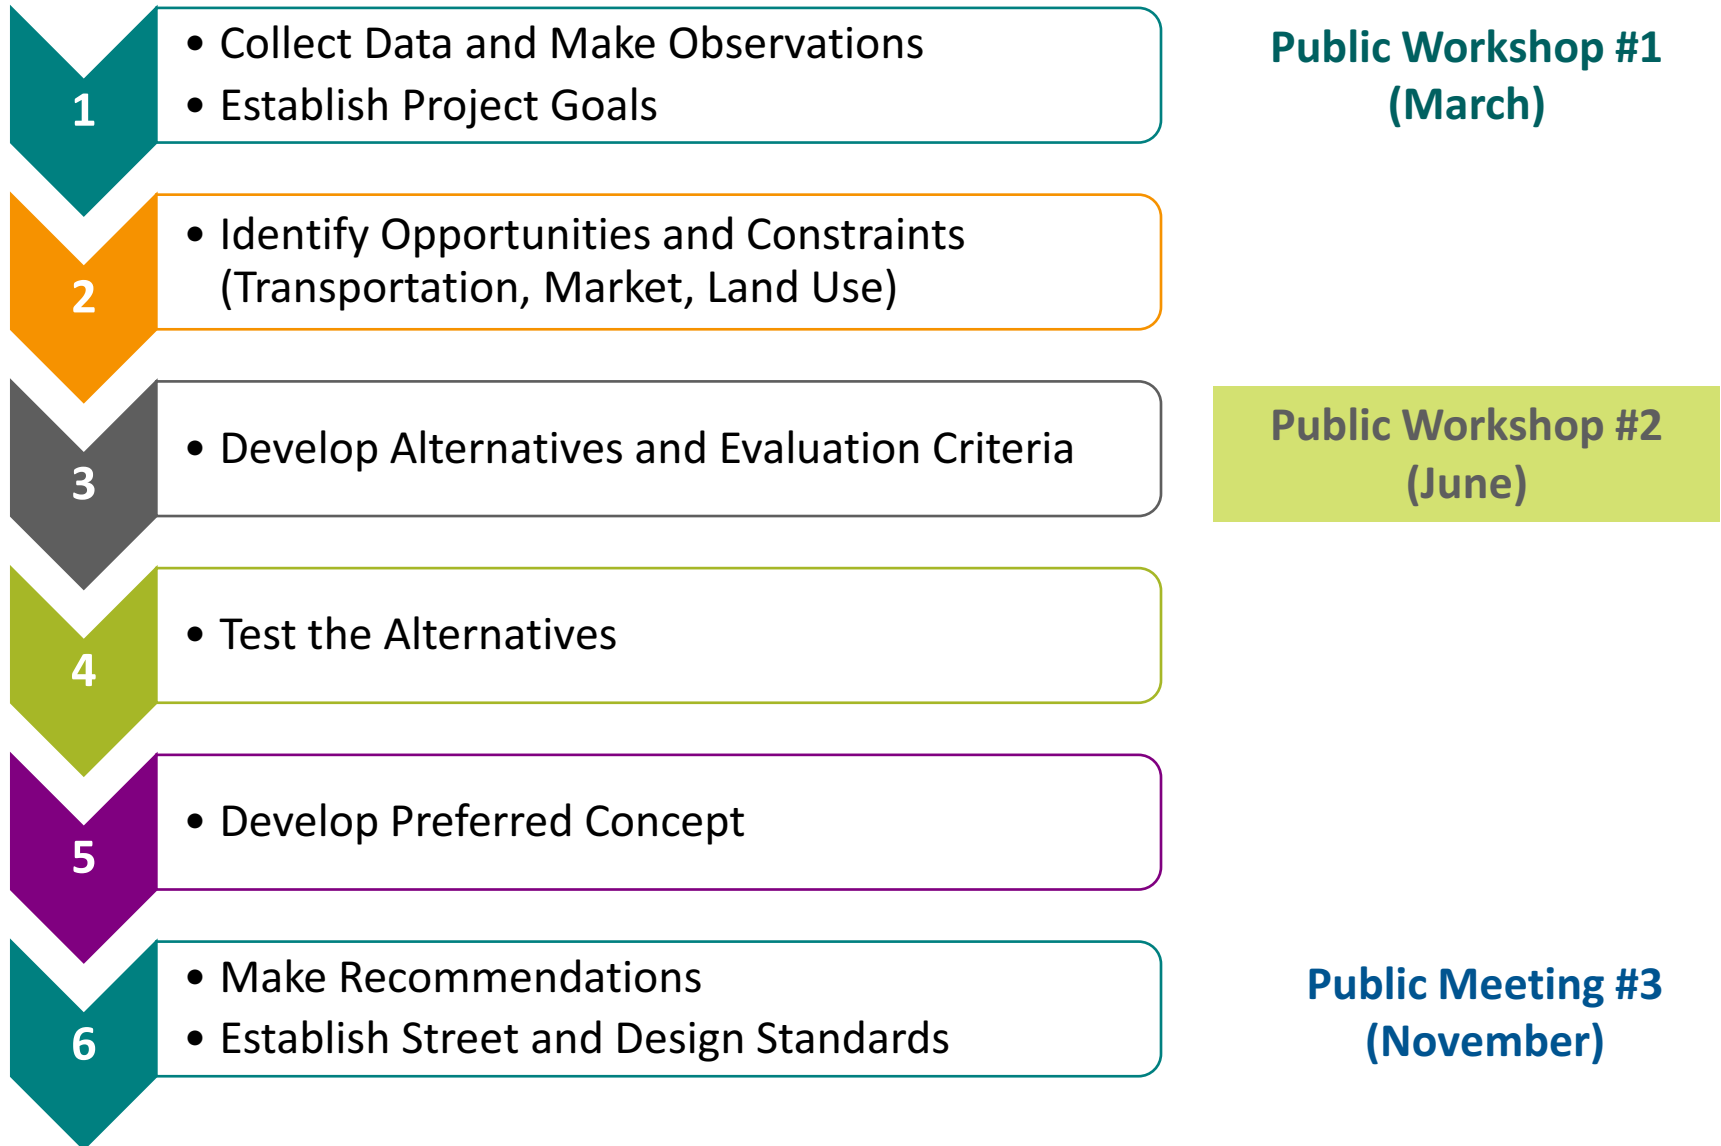 1
• Collect Data and Make Observations
• Establish Project Goals
Public Workshop #1
(March)
2
• Identify Opportunities and Constraints
(Transportation, Market, Land Use)
3
• Develop Alternatives and Evaluation Criteria
Public Workshop #2
(June)
4
• Test the Alternatives
5
• Develop Preferred Concept
6
• Make Recommendations
• Establish Street and Design Standards
Public Meeting #3
(November)